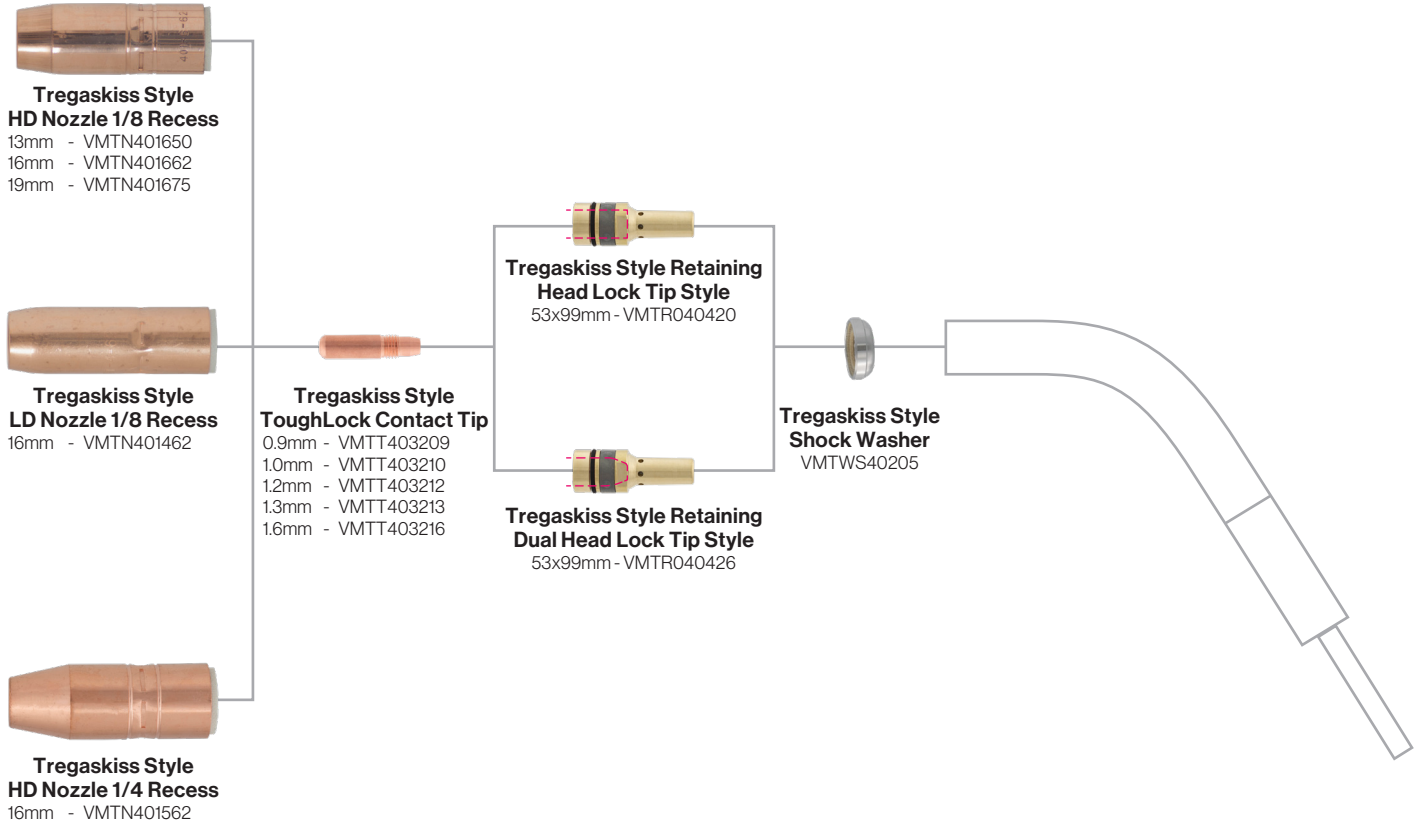 Tregaskiss Style
HD Nozzle 1/8 Recess
13mm - VMTN401650
16mm - VMTN401662
19mm - VMTN401675
Tregaskiss Style
LD Nozzle 1/8 Recess
16mm - VMTN401462
Tregaskiss Style
HD Nozzle 1/4 Recess
16mm - VMTN401562
Tregaskiss Style
ToughLock Contact Tip
0.9mm - VMTT403209
1.0mm - VMTT403210
1.2mm - VMTT403212
1.3mm - VMTT403213
1.6mm - VMTT403216
Tregaskiss Style Retaining
Head Lock Tip Style
53x99mm - VMTR040420
Tregaskiss Style Retaining
Dual Head Lock Tip Style
53x99mm - VMTR040426
Tregaskiss Style
Shock Washer
VMTWS40205